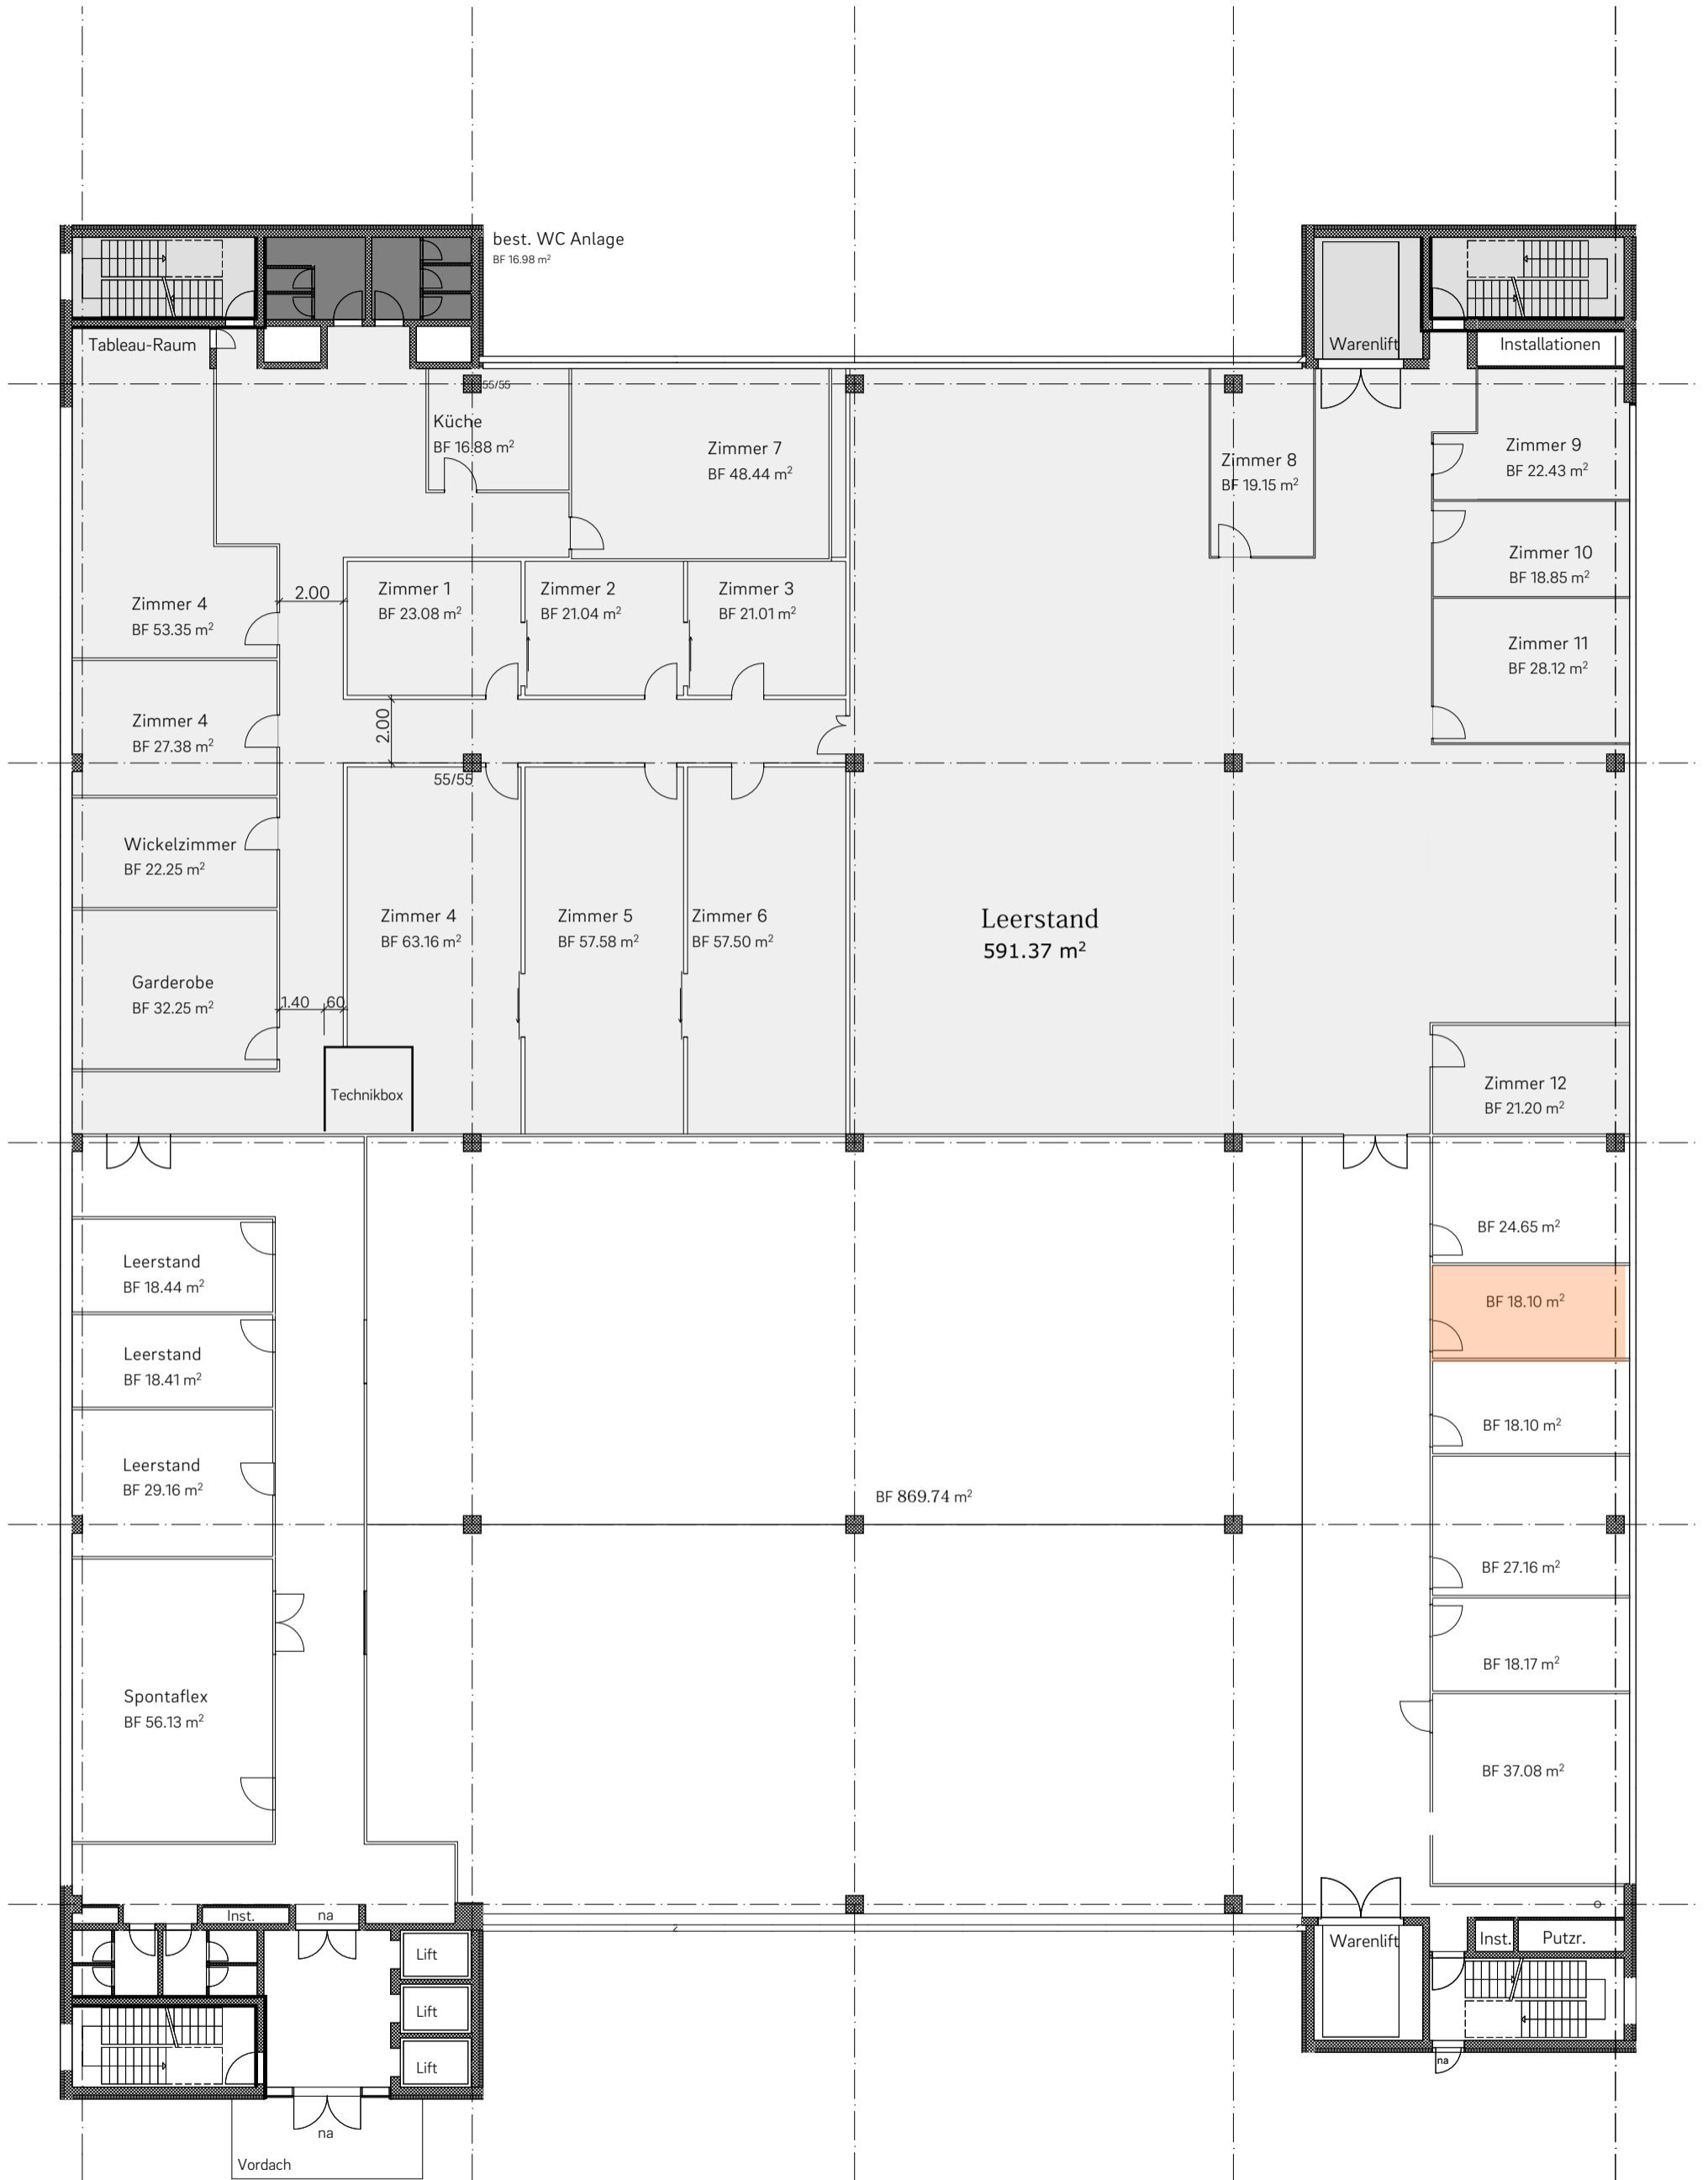 best. WC Anlage
BF 16.98 m²
Tableau-Raum
Warenlift
Installationen
55/55
Küche
BF 16.88 m²
Zimmer 7
BF 48.44 m²
Zimmer 8
BF 19.15 m²
Zimmer 9
BF 22.43 m²
Zimmer 10
BF 18.85 m²
Zimmer 4
BF 53.35 m²
2.00
Zimmer 1
BF 23.08 m²
Zimmer 2
BF 21.04 m²
Zimmer 3
BF 21.01 m²
Zimmer 11
BF 28.12 m²
Zimmer 4
BF 27.38 m²
2.00
55/55
Wickelzimmer
BF 22.25 m²
Zimmer 4
BF 63.16 m²
Zimmer 5
BF 57.58 m²
Zimmer 6
BF 57.50 m²
Leerstand
591.37 m²
Garderobe
BF 32.25 m²
1.40
60
Technikbox
Zimmer 12
BF 21.20 m²
BF 24.65 m²
Leerstand
BF 18.44 m²
BF 18.10 m²
Leerstand
BF 18.41 m²
BF 18.10 m²
Leerstand
BF 29.16 m²
BF 869.74 m²
BF 27.16 m²
BF 18.17 m²
Spontaflex
BF 56.13 m²
BF 37.08 m²
Inst.
na
2
Lift
Warenlift
Inst.
Putzr.
Lift
Lift
na
na
Vordach